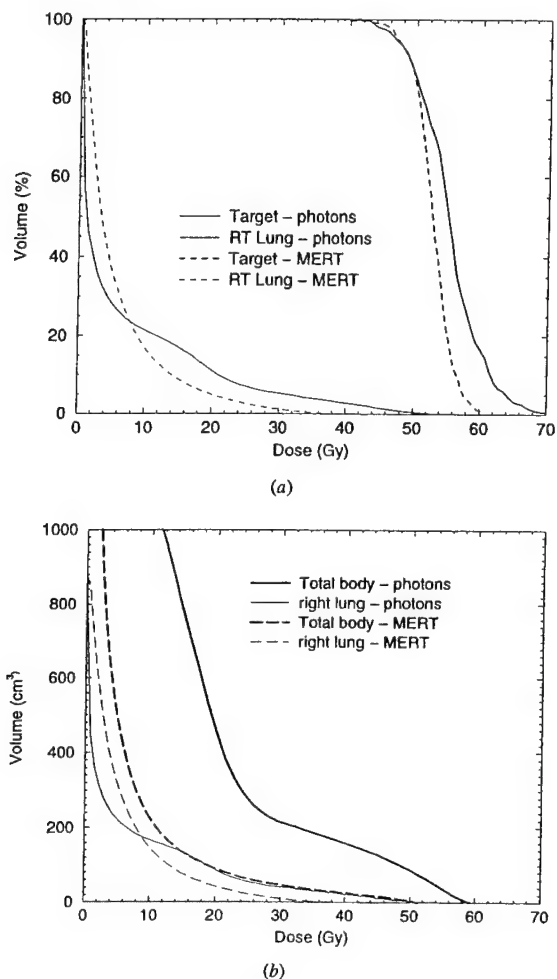 100
80
60
40
20
0
Volume (%)
Target – photons
RT Lung – photons
Target – MERT
RT Lung – MERT
0 10 20 30 40 50 60 70
Dose (Gy)
(a)
1000
800
600
400
200
0
Volume (cm³)
Total body – photons
right lung – photons
Total body – MERT
right lung – MERT
0 10 20 30 40 50 60 70
Dose (Gy)
(b)